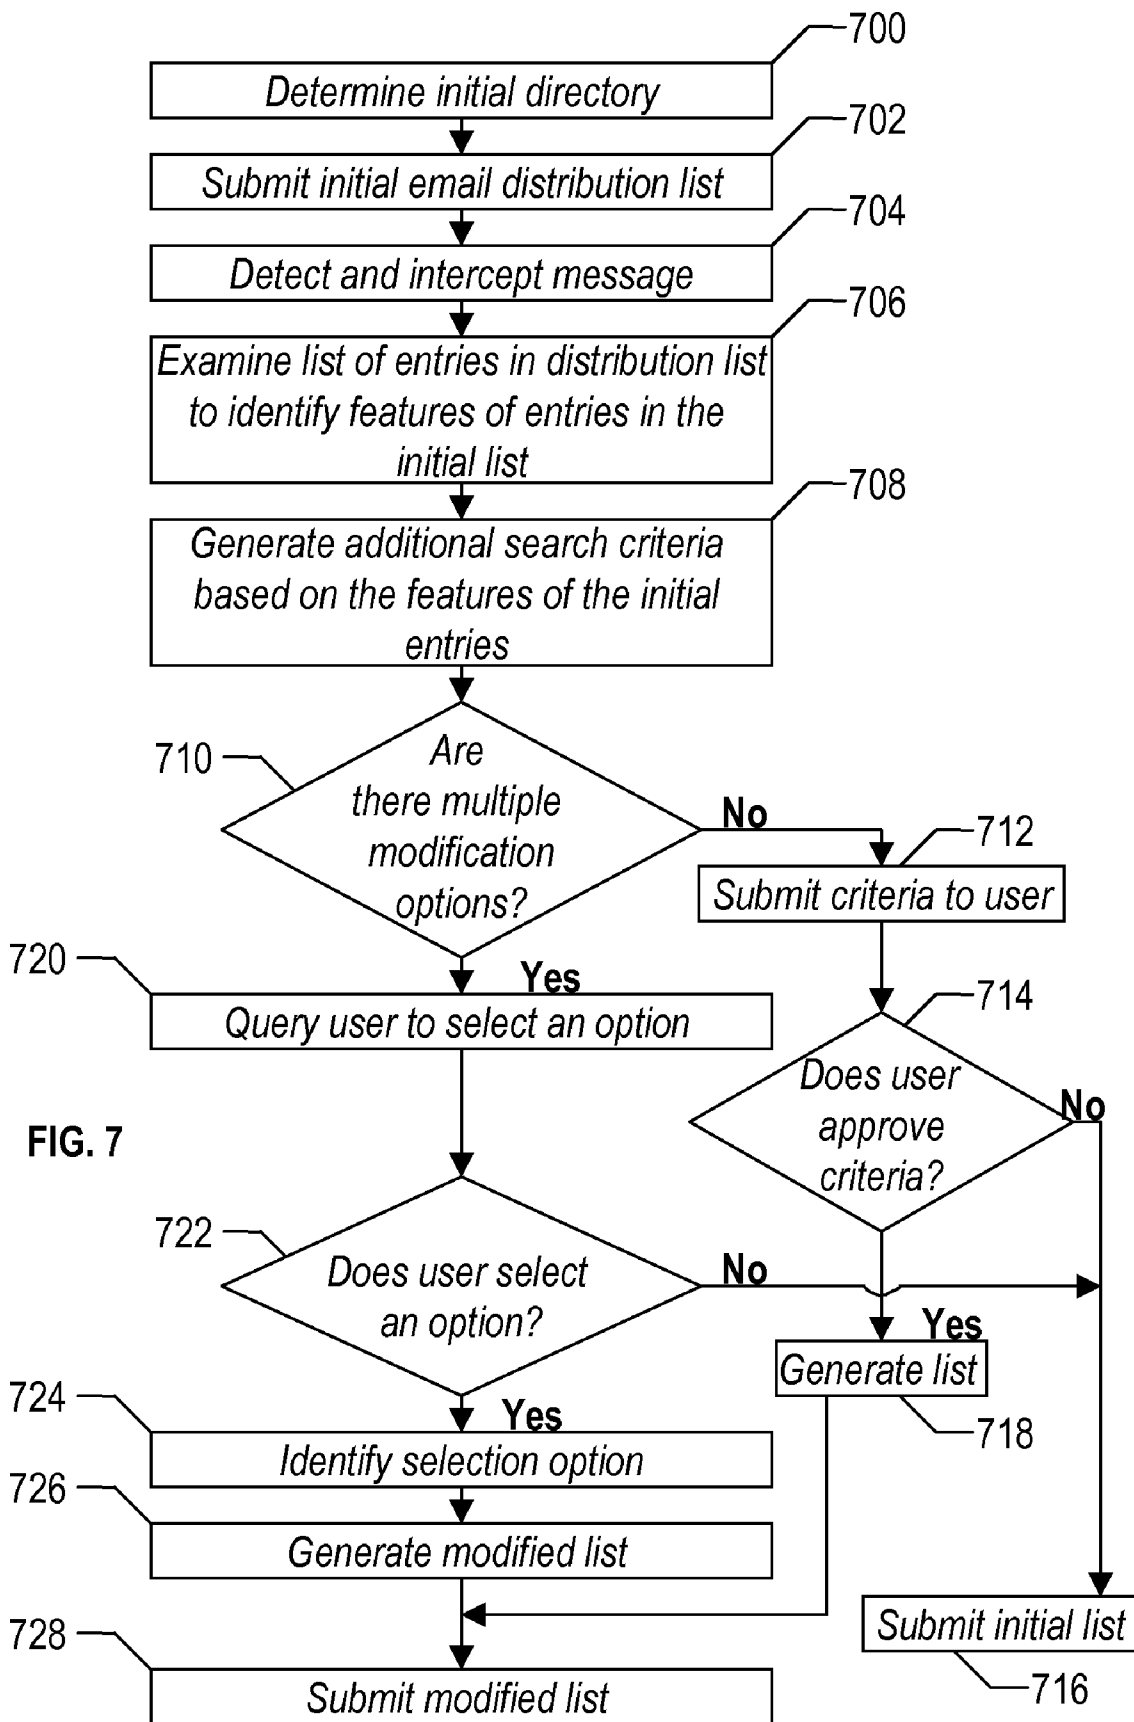 700
Determine initial directory
702
Submit initial email distribution list
704
Detect and intercept message
706
Examine list of entries in distribution list
to identify features of entries in the
initial list
708
Generate additional search criteria
based on the features of the initial
entries
710
Are
there multiple
modification
options?
No
712
Submit criteria to user
720
Yes
Query user to select an option
714
Does user
approve
criteria?
No
FIG. 7
722
Does user select
an option?
No
Yes
Generate list
718
724
Yes
Identify selection option
726
Generate modified list
Submit initial list
716
728
Submit modified list